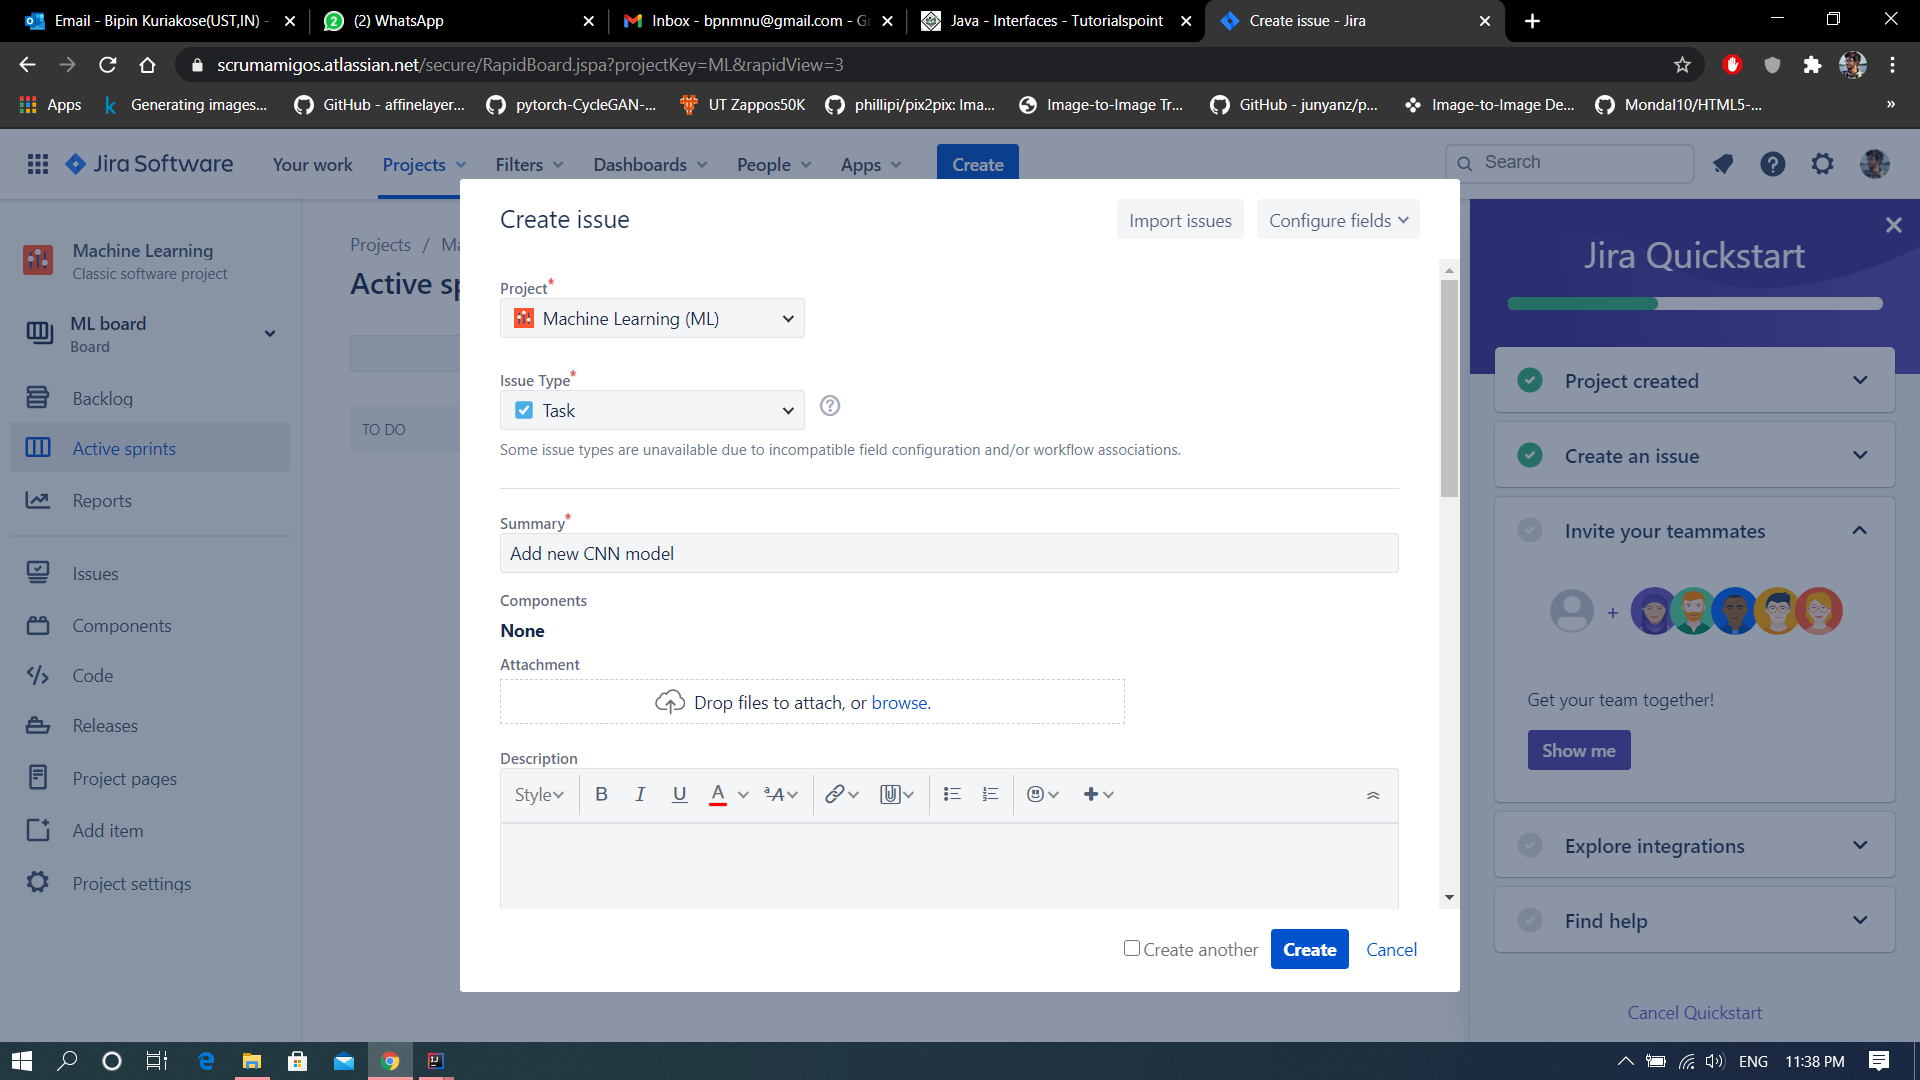 Email - Bipin Kuriakose(UST,IN) -
(2) WhatsApp
Inbox - bpnmnu@gmail.com - G
Java - Interfaces - Tutorialspoint
Create issue - Jira
scrumamigos.atlassian.net/secure/RapidBoard.jspa?projectKey=ML&rapidView=3
Apps
Generating images...
GitHub - affinelayer...
pytorch-CycleGAN-...
UT Zappos50K
phillipi/pix2pix: Ima...
Image-to-Image Tr...
GitHub - junyanz/p...
Image-to-Image De...
Mondal10/HTML5-...
»
Jira Software
Your work
Projects
Filters
Dashboards
People
Apps
Create
Search
Machine Learning
Classic software project
ML board
Board
Backlog
Active sprints
Reports
Issues
Components
Code
Releases
Project pages
Add item
Project settings
Projects / Ma
Active sp
TO DO
Create issue
Import issues
Configure fields
Project*
Machine Learning (ML)
Issue Type*
Task
Some issue types are unavailable due to incompatible field configuration and/or workflow associations.
Summary*
Add new CNN model
Components
None
Attachment
Drop files to attach, or browse.
Description
Style
B I U A ªA
Create another
Create
Cancel
Jira Quickstart
Project created
Create an issue
Invite your teammates
+
Get your team together!
Show me
Explore integrations
Find help
Cancel Quickstart
ENG
11:38 PM